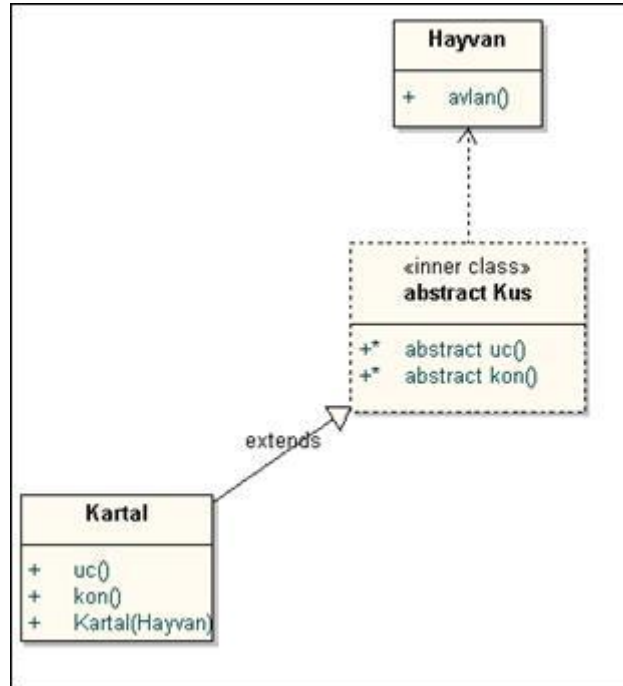 Hayvan
+ avlan()
«inner class»
abstract Kus
+* abstract uc()
+* abstract kon()
extends
Kartal
+ uc()
+ kon()
+ Kartal(Hayvan)